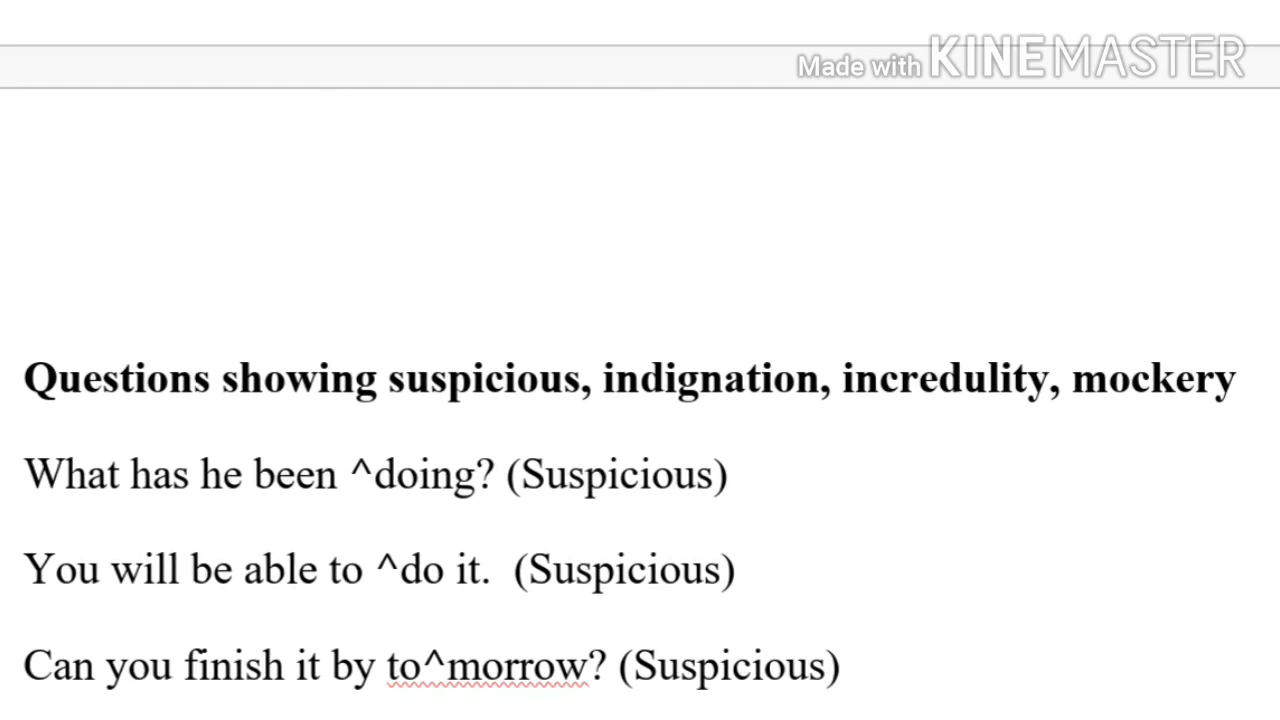 Made with KINEMASTER
Questions showing suspicious, indignation, incredulity, mockery
What has he been ^doing? (Suspicious)
You will be able to ^do it.  (Suspicious)
Can you finish it by to^morrow? (Suspicious)